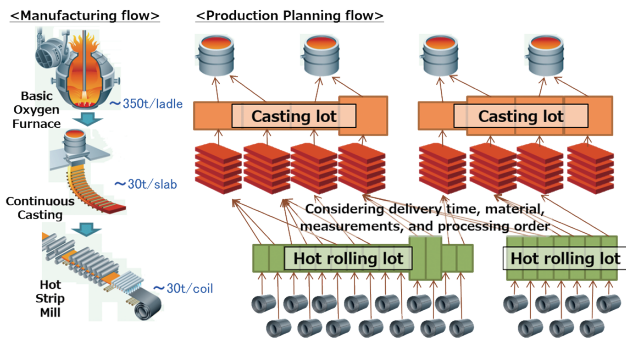 <Manufacturing flow>
<Production Planning flow>
Basic
Oxygen
Furnace
~350t/ladle
Continuous
Casting
~30t/slab
Hot
Strip
Mill
~30t/coil
Casting lot
Casting lot
Considering delivery time, material,
measurements, and processing order
Hot rolling lot
Hot rolling lot